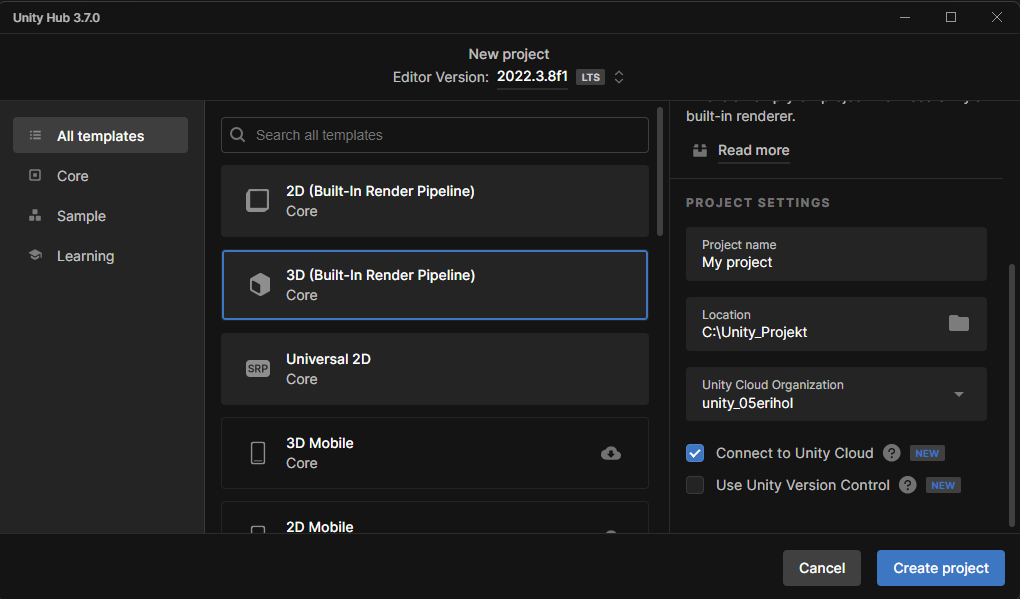 Unity Hub 3.7.0
New project
Editor Version: 2022.3.8f1 LTS
All templates
Core
Sample
Learning
Search all templates
2D (Built-In Render Pipeline)
Core
3D (Built-In Render Pipeline)
Core
SRP
Universal 2D
Core
3D Mobile
Core
2D Mobile
built-in renderer.
Read more
PROJECT SETTINGS
Project name
My project
Location
C:\Unity_Projekt
Unity Cloud Organization
unity_05erihol
Connect to Unity Cloud ? NEW
Use Unity Version Control ? NEW
Cancel
Create project